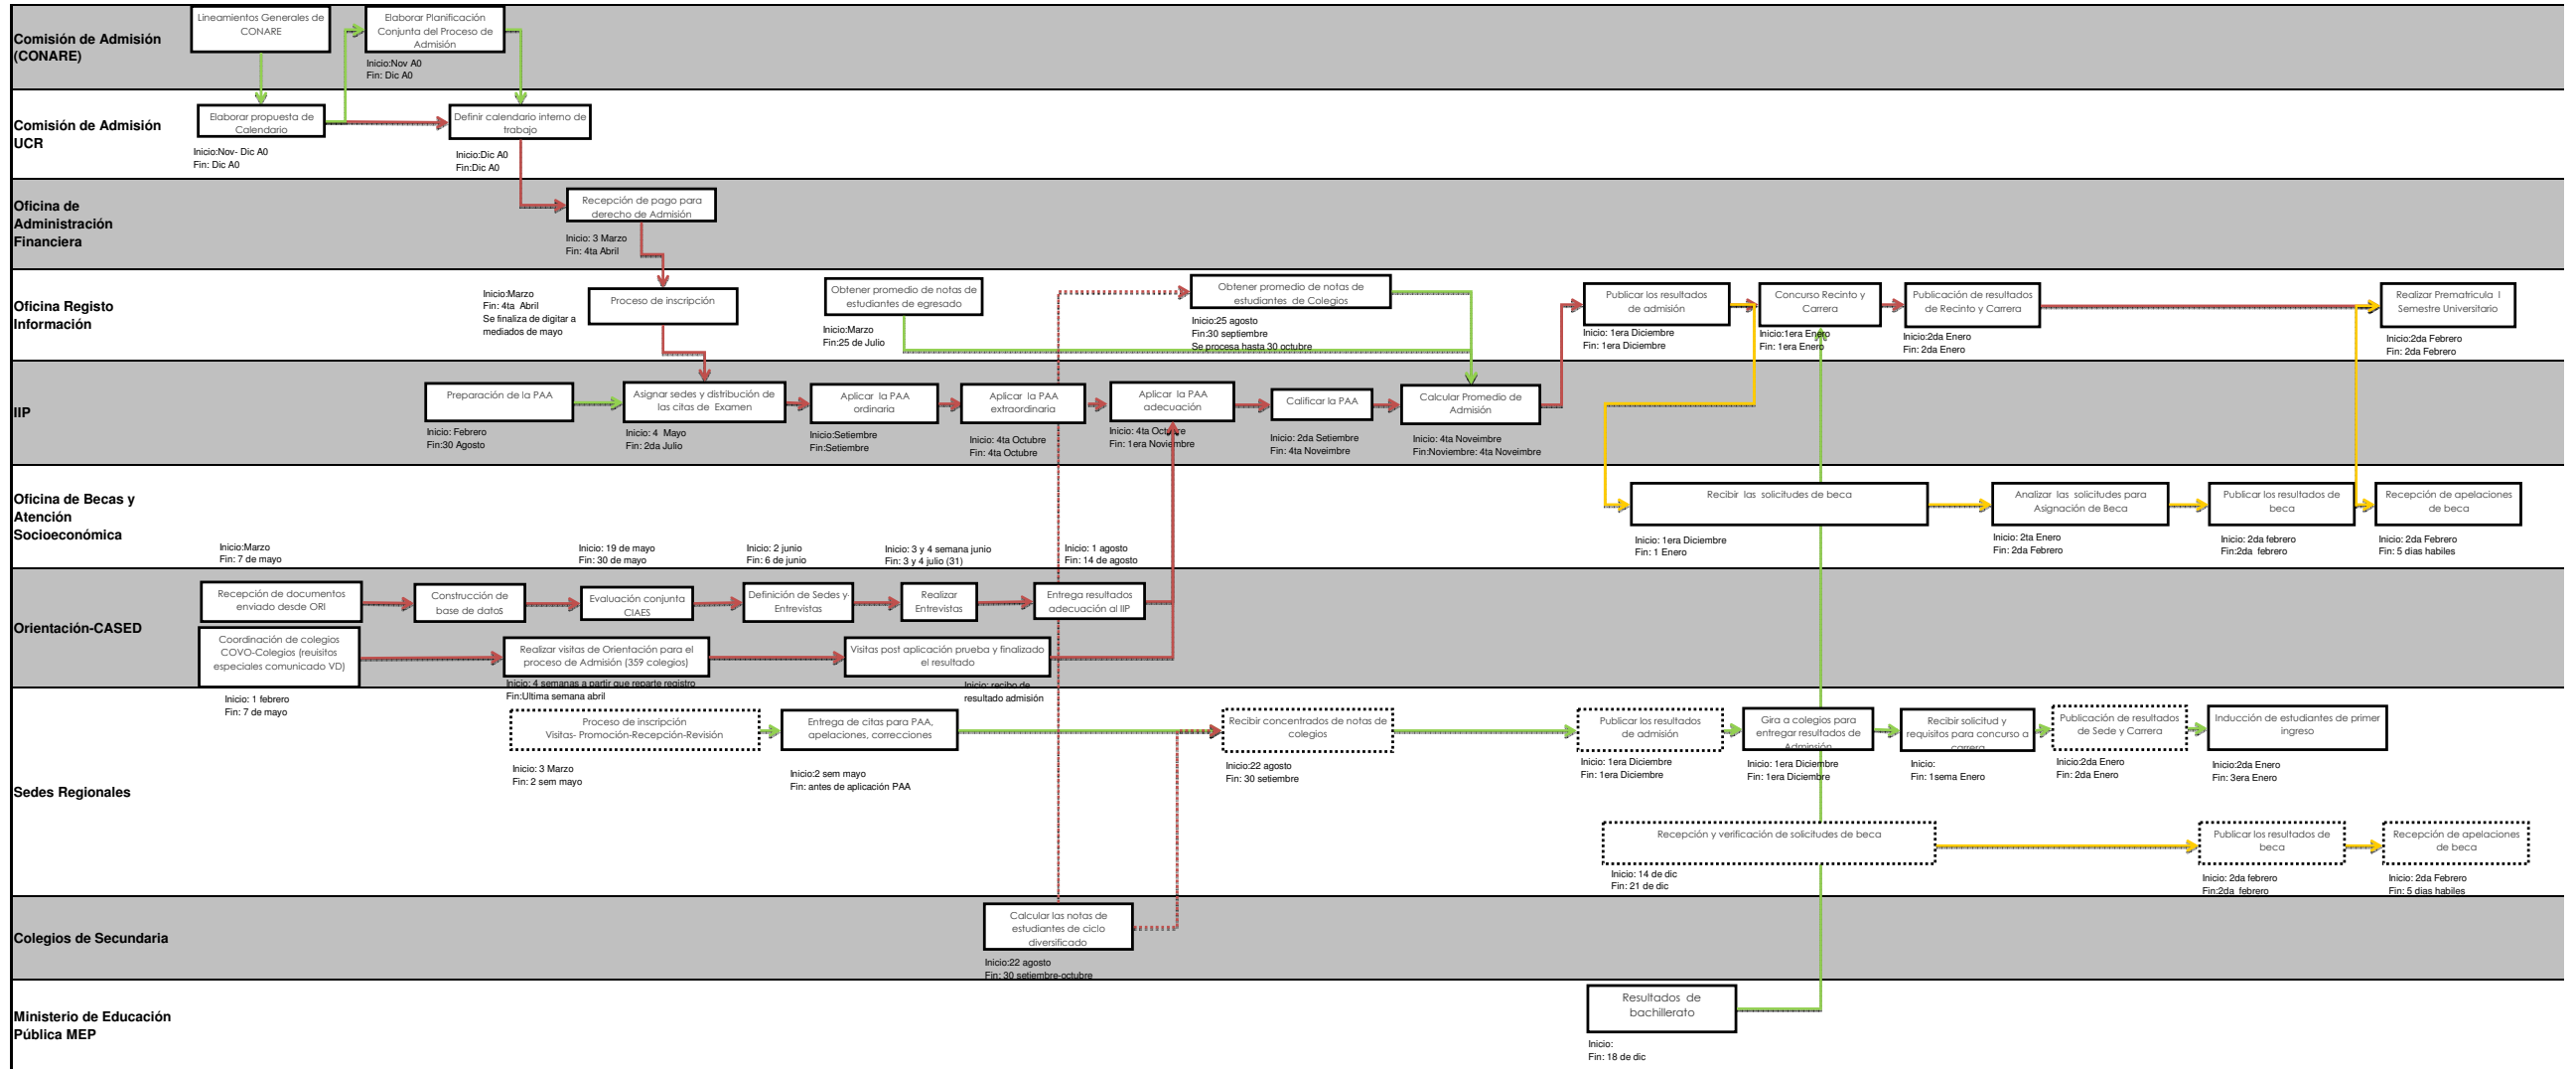 Comisión de Admisión
(CONARE)
Lineamientos Generales de
CONARE
Elaborar Planificación
Conjunta del Proceso de
Admisión
Inicio:Nov A0
Fin: Dic A0
Comisión de Admisión
UCR
Elaborar propuesta de
Calendario
Inicio:Nov- Dic A0
Fin: Dic A0
Definir calendario interno de
trabajo
Inicio:Dic A0
Fin:Dic A0
Oficina de
Administración
Financiera
Recepción de pago para
derecho de Admisión
Inicio: 3 Marzo
Fin: 4ta Abril
Oficina Registo
Información
Inicio:Marzo
Fin: 4ta Abril
Se finaliza de digitar a
mediados de mayo
Proceso de inscripción
Obtener promedio de notas de
estudiantes de egresado
Inicio:Marzo
Fin:25 de Julio
Obtener promedio de notas de
estudiantes de Colegios
Inicio:25 agosto
Fin:30 septiembre
Se procesa hasta 30 octubre
Publicar los resultados
de admisión
Inicio: 1era Diciembre
Fin: 1era Diciembre
Concurso Recinto y
Carrera
Inicio:1era Enero
Fin: 1era Enero
Publicación de resultados
de Recinto y Carrera
Inicio:2da Enero
Fin: 2da Enero
Realizar Prematricula I
Semestre Universitario
Inicio:2da Febrero
Fin: 2da Febrero
IIP
Preparación de la PAA
Inicio: Febrero
Fin:30 Agosto
Asignar sedes y distribución de
las citas de Examen
Inicio: 4 Mayo
Fin: 2da Julio
Aplicar la PAA
ordinaria
Inicio:Setiembre
Fin:Setiembre
Aplicar la PAA
extraordinaria
Inicio: 4ta Octubre
Fin: 4ta Octubre
Aplicar la PAA
adecuación
Inicio: 4ta Octubre
Fin: 1era Noviembre
Calificar la PAA
Inicio: 2da Setiembre
Fin: 4ta Noveimbre
Calcular Promedio de
Admisión
Inicio: 4ta Noveimbre
Fin:Noviembre: 4ta Noveimbre
Oficina de Becas y
Atención
Socioeconómica
Recibir las solicitudes de beca
Inicio: 1era Diciembre
Fin: 1 Enero
Analizar las solicitudes para
Asignación de Beca
Inicio: 2ta Enero
Fin: 2da Febrero
Publicar los resultados de
beca
Inicio: 2da febrero
Fin:2da febrero
Recepción de apelaciones
de beca
Inicio: 2da Febrero
Fin: 5 dias habiles
Inicio:Marzo
Fin: 7 de mayo
Inicio: 19 de mayo
Fin: 30 de mayo
Inicio: 2 junio
Fin: 6 de junio
Inicio: 3 y 4 semana junio
Fin: 3 y 4 julio (31)
Inicio: 1 agosto
Fin: 14 de agosto
Orientación-CASED
Recepción de documentos
enviado desde ORI
Construcción de
base de datos
Evaluación conjunta
CIAES
Definición de Sedes y
Entrevistas
Realizar
Entrevistas
Entrega resultados
adecuación al IIP
Coordinación de colegios
COVO-Colegios (reuisitos
especiales comunicado VD)
Inicio: 1 febrero
Fin: 7 de mayo
Realizar visitas de Orientación para el
proceso de Admisión (359 colegios)
Inicio: 4 semanas a partir que reparte registro
Fin:Ultima semana abril
Visitas post aplicación prueba y finalizado
el resultado
Inicio: recibo de
resultado admisión
Sedes Regionales
Proceso de inscripción
Visitas- Promoción-Recepción-Revisión
Inicio: 3 Marzo
Fin: 2 sem mayo
Entrega de citas para PAA,
apelaciones, correcciones
Inicio:2 sem mayo
Fin: antes de aplicación PAA
Recibir concentrados de notas de
colegios
Inicio:22 agosto
Fin: 30 setiembre
Publicar los resultados
de admisión
Inicio: 1era Diciembre
Fin: 1era Diciembre
Gira a colegios para
entregar resultados de
Adminsión
Inicio: 1era Diciembre
Fin: 1era Diciembre
Recibir solicitud y
requisitos para concurso a
carrera
Inicio:
Fin: 1sema Enero
Publicación de resultados
de Sede y Carrera
Inicio:2da Enero
Fin: 2da Enero
Inducción de estudiantes de primer
ingreso
Inicio:2da Enero
Fin: 3era Enero
Recepción y verificación de solicitudes de beca
Inicio: 14 de dic
Fin: 21 de dic
Publicar los resultados de
beca
Inicio: 2da febrero
Fin:2da febrero
Recepción de apelaciones
de beca
Inicio: 2da Febrero
Fin: 5 dias habiles
Colegios de Secundaria
Calcular las notas de
estudiantes de ciclo
diversificado
Inicio:22 agosto
Fin: 30 setiembre-octubre
Ministerio de Educación
Pública MEP
Resultados de
bachillerato
Inicio:
Fin: 18 de dic